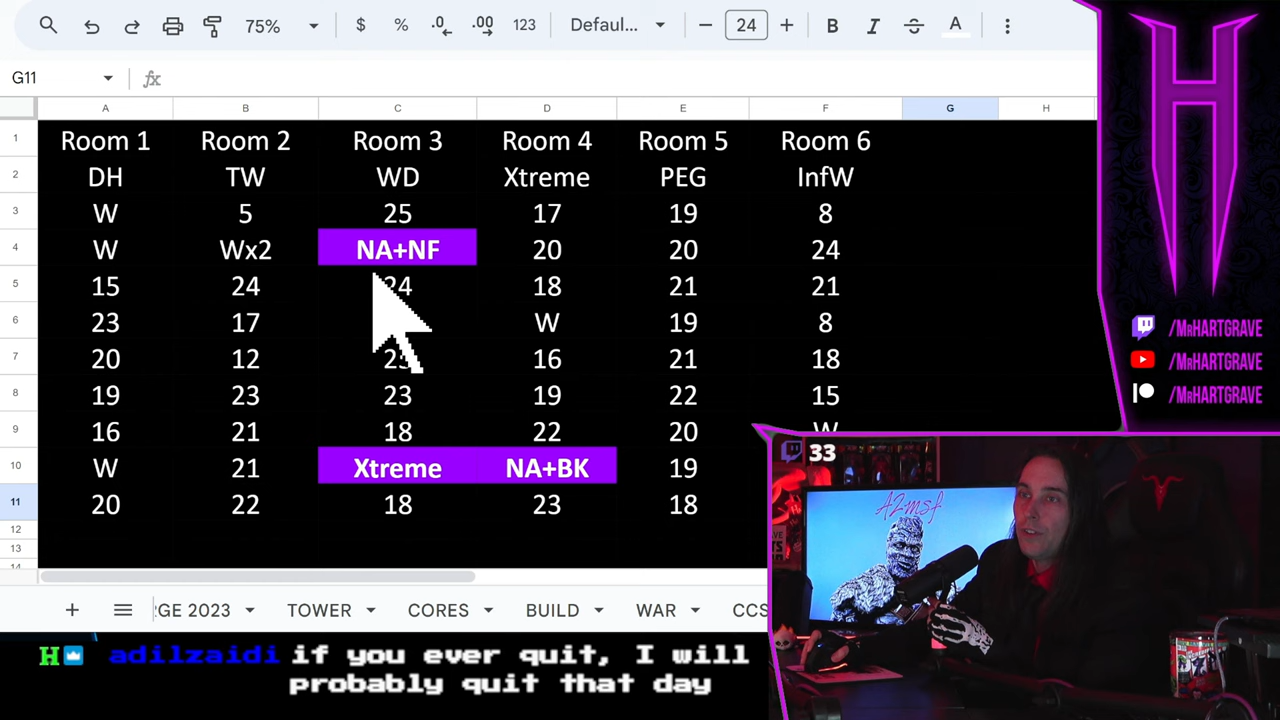 75% $ % .0 .00 123 Defaul... 24 B I S A
G11 fx
A B C D E F G H
1 Room 1 Room 2 Room 3 Room 4 Room 5 Room 6
2 DH TW WD Xtreme PEG InfW
3 W 5 25 17 19 8
4 W Wx2 NA+NF 20 20 24
5 15 24 24 18 21 21
6 23 17 W 19 8
7 20 12 16 21 18
8 19 23 23 19 22 15
9 16 21 18 22 20 W
10 W 21 Xtreme NA+BK 19
11 20 22 18 23 18
12
13
14
RGE 2023 TOWER CORES BUILD WAR CCS
H adilzaidi if you ever quit, I will
probably quit that day
H
/MRHARTGRAVE
/MRHARTGRAVE
/MRHARTGRAVE
33
A2msf